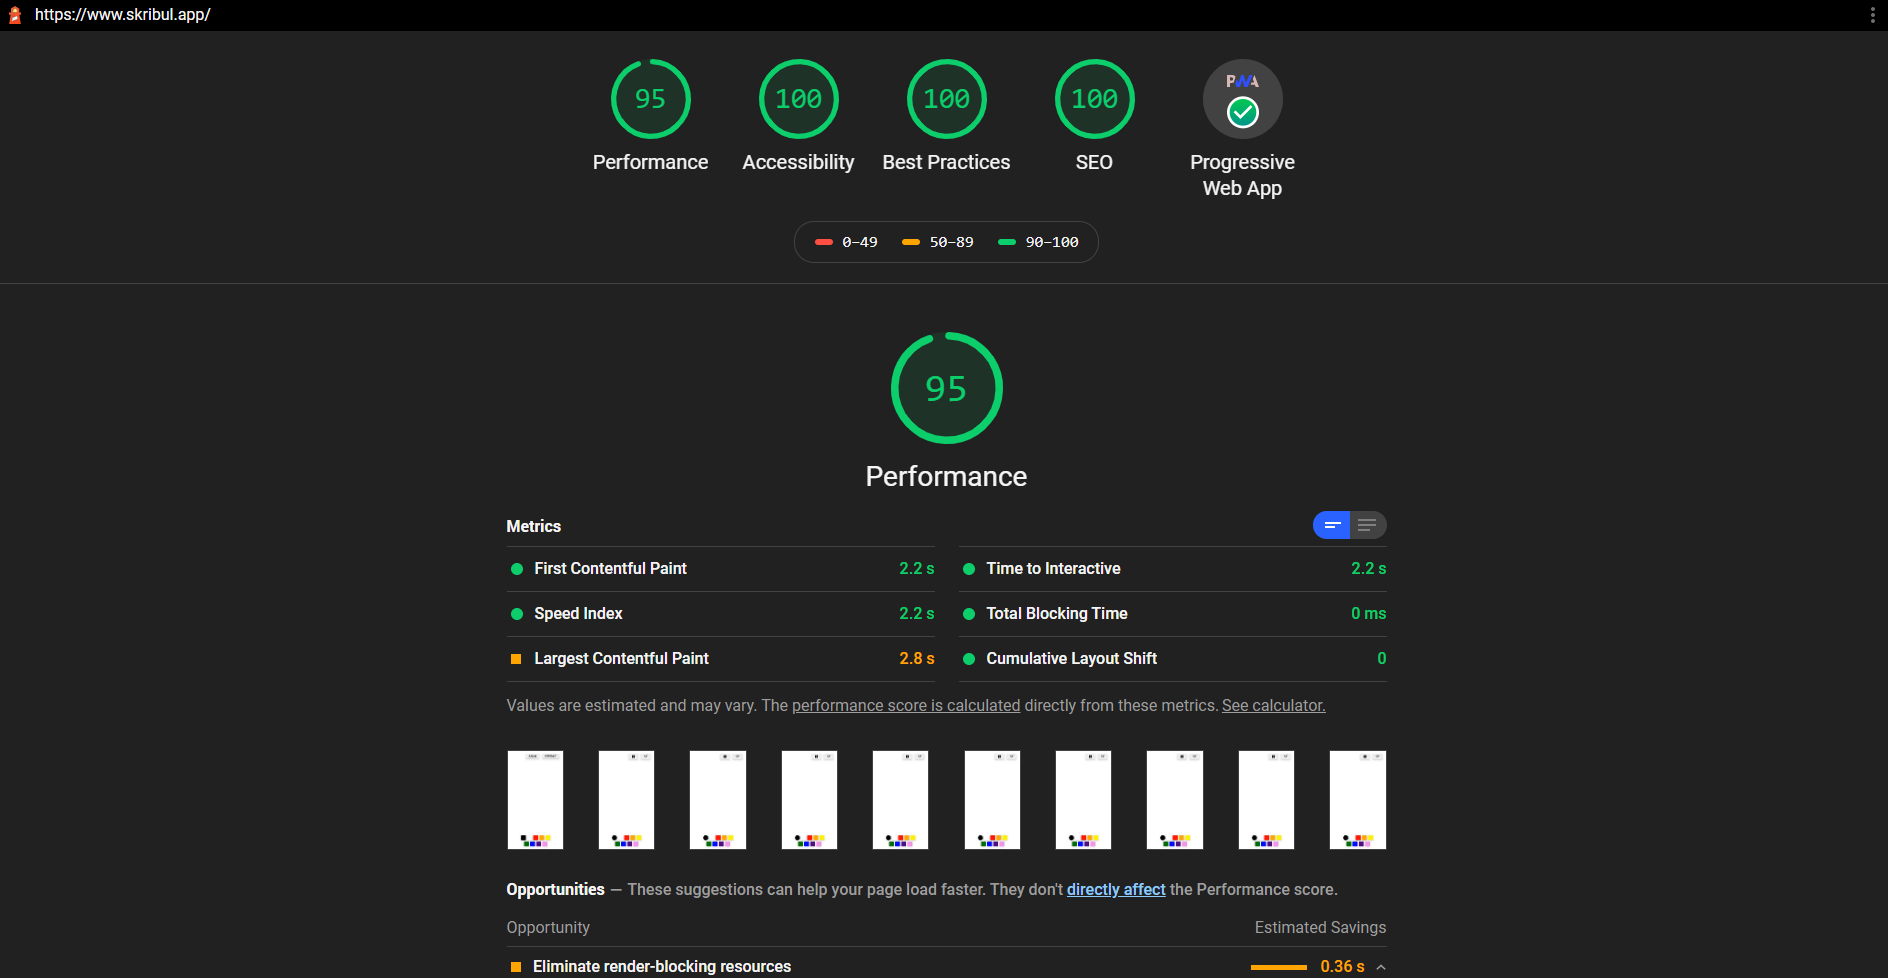 https://www.skribul.app/
95
100
100
100
PWA
Performance
Accessibility
Best Practices
SEO
Progressive
Web App
0–49
50–89
90–100
95
Performance
Metrics
First Contentful Paint 2.2 s
Time to Interactive 2.2 s
Speed Index 2.2 s
Total Blocking Time 0 ms
Largest Contentful Paint 2.8 s
Cumulative Layout Shift 0
Values are estimated and may vary. The performance score is calculated directly from these metrics. See calculator.
Opportunities — These suggestions can help your page load faster. They don't directly affect the Performance score.
Opportunity Estimated Savings
Eliminate render-blocking resources 0.36 s